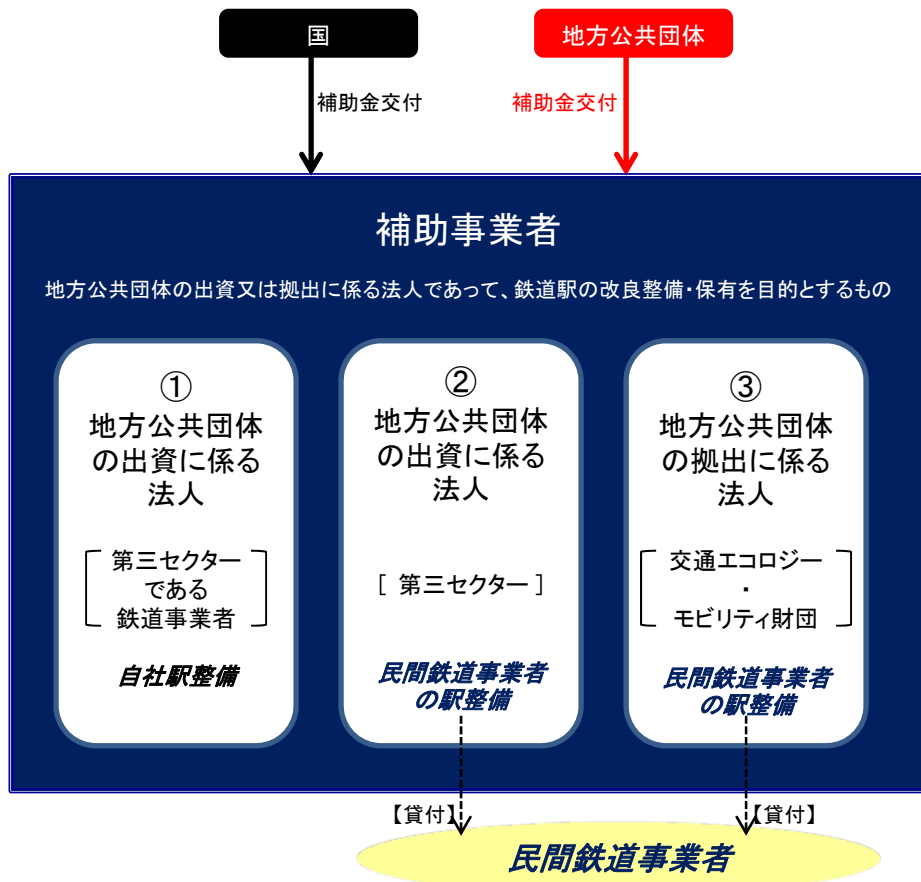 国
地方公共団体
補助金交付
補助金交付
補助事業者
地方公共団体の出資又は拠出に係る法人であって、鉄道駅の改良整備・保有を目的とするもの
①
地方公共団体
の出資に係る
法人
第三セクター
である
鉄道事業者
自社駅整備
②
地方公共団体
の出資に係る
法人
[ 第三セクター ]
民間鉄道事業者
の駅整備
③
地方公共団体
の拠出に係る
法人
交通エコロジー
・
モビリティ財団
民間鉄道事業者
の駅整備
【貸付】
【貸付】
民間鉄道事業者